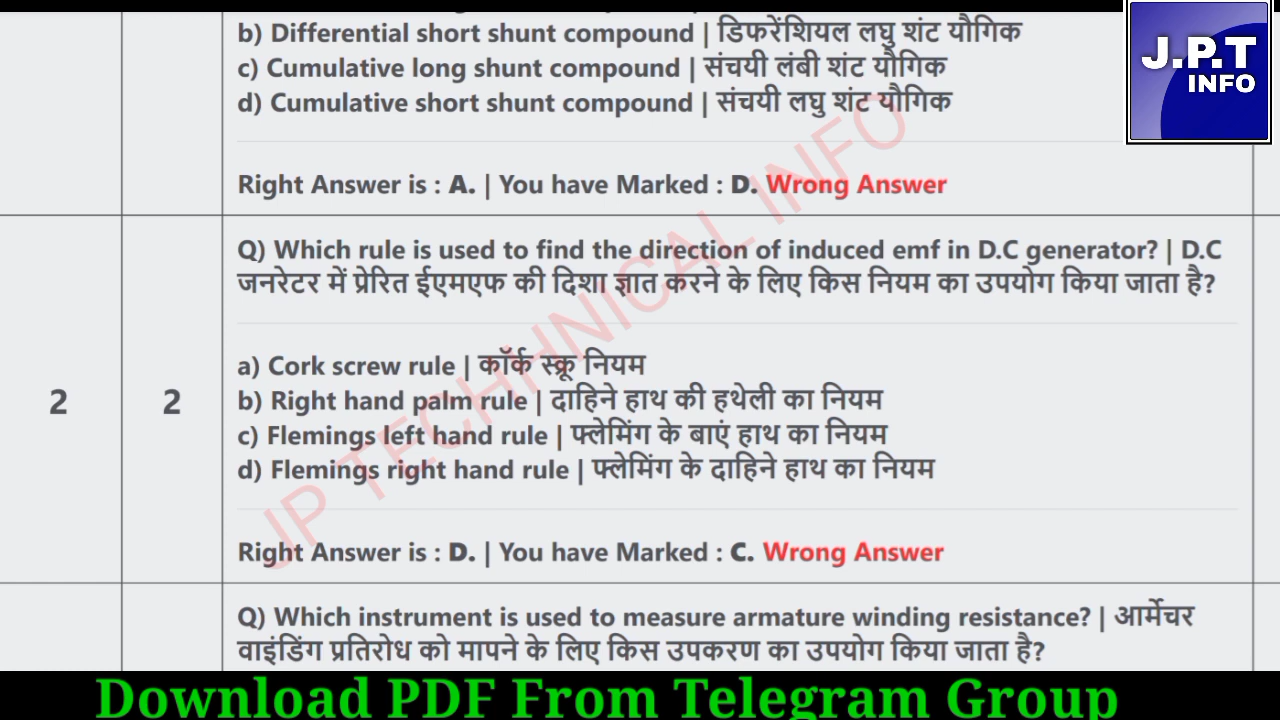 b) Differential short shunt compound | डिफरेंशियल लघु शंट यौगिक
c) Cumulative long shunt compound | संचयी लंबी शंट यौगिक
d) Cumulative short shunt compound | संचयी लघु शंट यौगिक
J.P.T
INFO
Right Answer is : A. | You have Marked : D. Wrong Answer
2
2
Q) Which rule is used to find the direction of induced emf in D.C generator? | D.C
जनरेटर में प्रेरित ईएमएफ की दिशा ज्ञात करने के लिए किस नियम का उपयोग किया जाता है?
a) Cork screw rule | कॉर्क स्क्रू नियम
b) Right hand palm rule | दाहिने हाथ की हथेली का नियम
c) Flemings left hand rule | फ्लेमिंग के बाएं हाथ का नियम
d) Flemings right hand rule | फ्लेमिंग के दाहिने हाथ का नियम
Right Answer is : D. | You have Marked : C. Wrong Answer
Q) Which instrument is used to measure armature winding resistance? | आर्मेचर
वाइंडिंग प्रतिरोध को मापने के लिए किस उपकरण का उपयोग किया जाता है?
JP TECHHNICAL INFO
Download PDF From Telegram Group